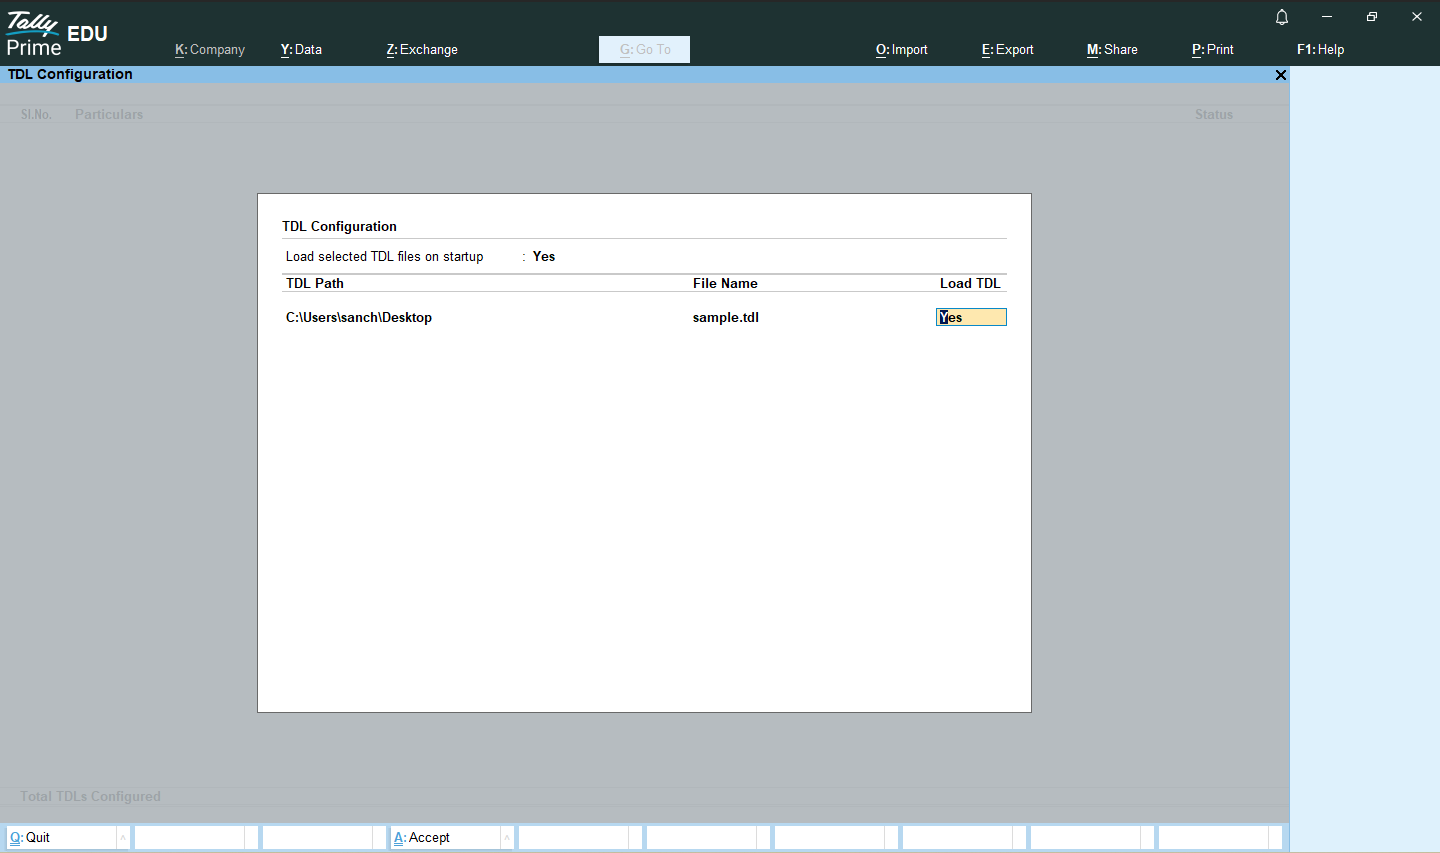 Tally
Prime EDU
K: Company Y: Data Z: Exchange G: Go To O: Import E: Export M: Share P: Print F1: Help
TDL Configuration
Sl.No. Particulars Status
TDL Configuration
Load selected TDL files on startup : Yes
TDL Path File Name Load TDL
C:\Users\sanch\Desktop sample.tdl Yes
Total TDLs Configured
Q: Quit A: Accept